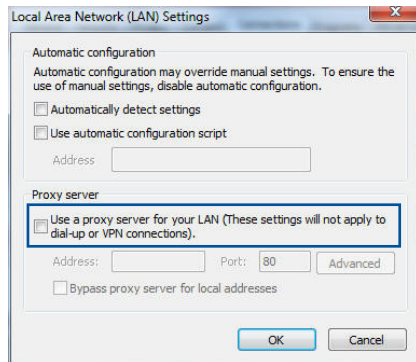 Local Area Network (LAN) Settings
Automatic configuration
Automatic configuration may override manual settings. To ensure the
use of manual settings, disable automatic configuration.
Automatically detect settings
Use automatic configuration script
Address
Proxy server
Use a proxy server for your LAN (These settings will not apply to
dial-up or VPN connections).
Address: Port: 80 Advanced
Bypass proxy server for local addresses
OK Cancel